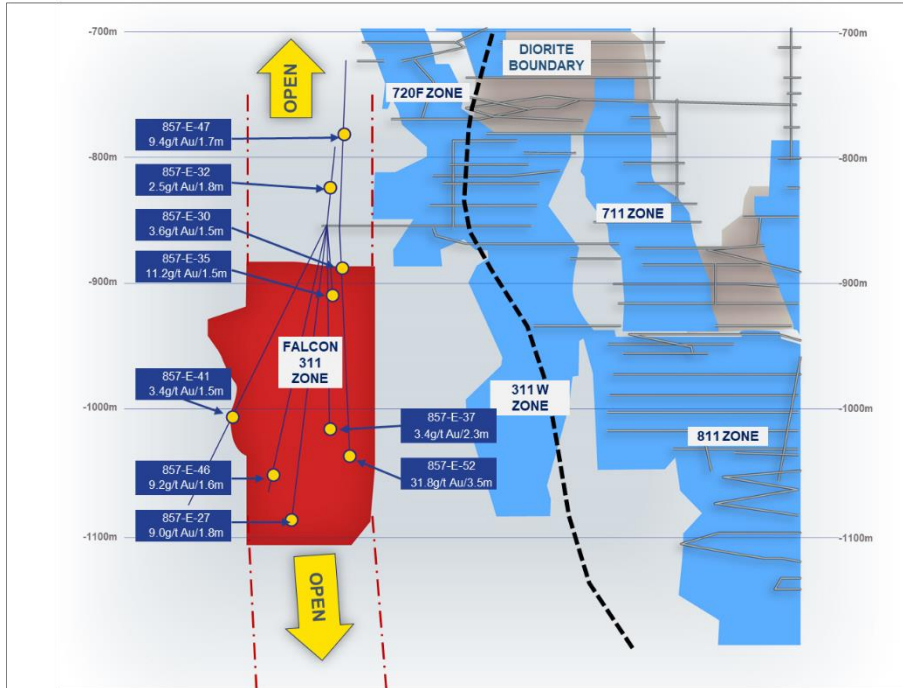 -700m
-700m
OPEN
DIORITE
BOUNDARY
720F ZONE
857-E-47
9.4g/t Au/1.7m
-800m
-800m
857-E-32
2.5g/t Au/1.8m
711 ZONE
857-E-30
3.6g/t Au/1.5m
857-E-35
11.2g/t Au/1.5m
-900m
-900m
FALCON
311
ZONE
857-E-41
3.4g/t Au/1.5m
311W
ZONE
-1000m
-1000m
857-E-37
3.4g/t Au/2.3m
811 ZONE
857-E-46
9.2g/t Au/1.6m
857-E-52
31.8g/t Au/3.5m
857-E-27
9.0g/t Au/1.8m
-1100m
-1100m
OPEN